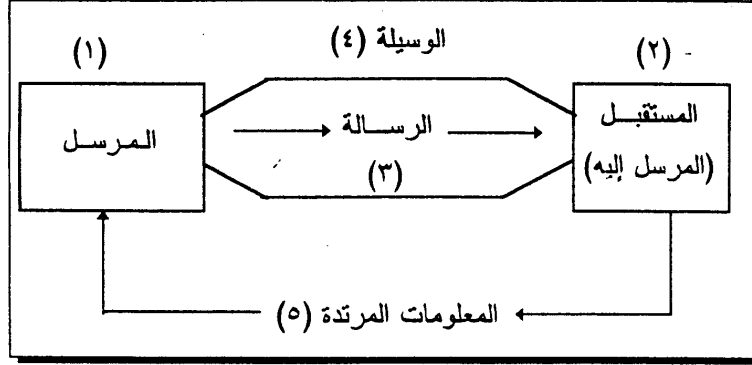 (١)
الوسيلة (٤)
(٢)
المرسل
الرسالة
(٣)
المستقبل
(المرسل إليه)
المعلومات المرتدة (٥)